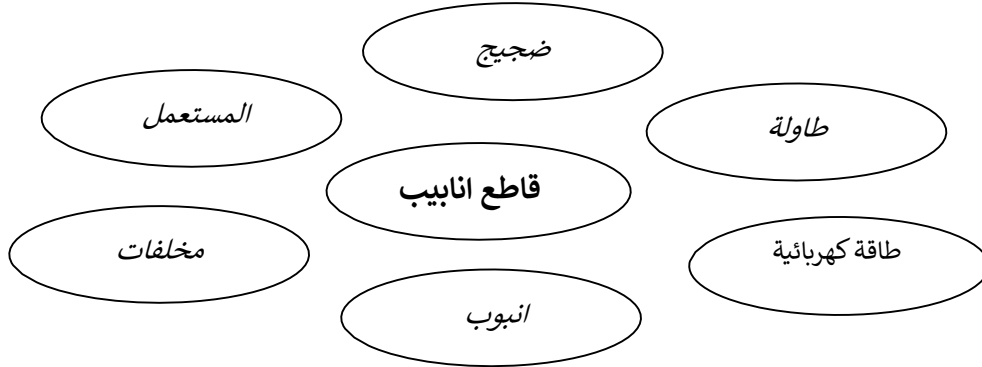 ضجيج
طاولة
المستعمل
قاطع انابيب
طاقة كهربائية
مخلفات
انبوب